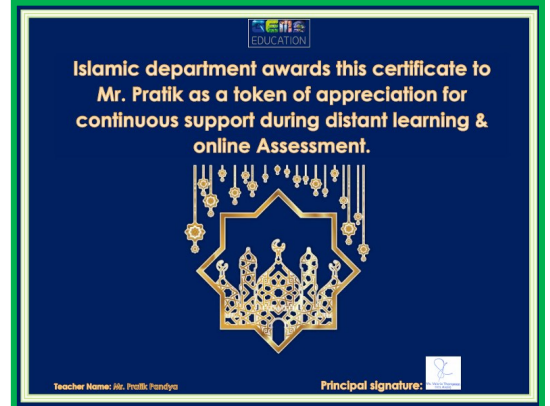 GEMS
EDUCATION
Islamic department awards this certificate to
Mr. Pratik as a token of appreciation for
continuous support during distant learning &
online Assessment.
Teacher Name: Mr. Pratik Pandya
Principal signature: